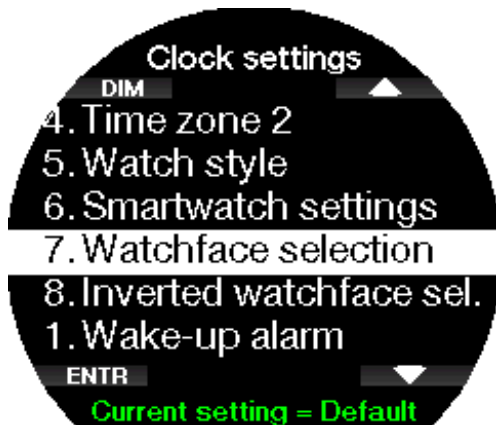 Clock settings
DIM
4. Time zone 2
5. Watch style
6. Smartwatch settings
7. Watchface selection
8. Inverted watchface sel.
1. Wake-up alarm
ENTR
Current setting = Default